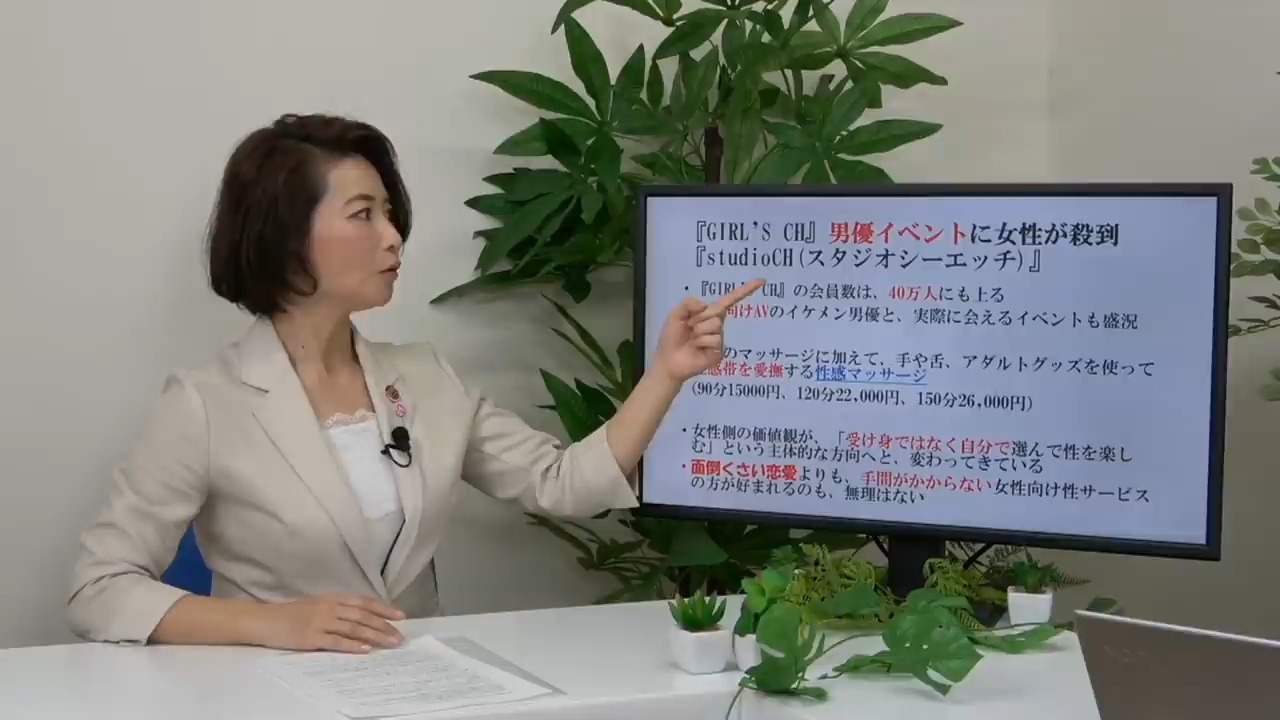 『GIRL'S CH』男優イベントに女性が殺到
『studioCH(スタジオシーエッチ)』
・『GIRL'S CH』の会員数は、40万人にも上る
向けAVのイケメン男優と、実際に会えるイベントも盛況
のマッサージに加えて、手や舌、アダルトグッズを使って
感帯を愛撫する性感マッサージ
(90分15000円、120分22,000円、150分26,000円)
・女性側の価値観が、「受け身ではなく自分で選んで性を楽し
む」という主体的な方向へと、変わってきている
・面倒くさい恋愛よりも、手間がかからない女性向け性サービス
の方が好まれるのも、無理はない